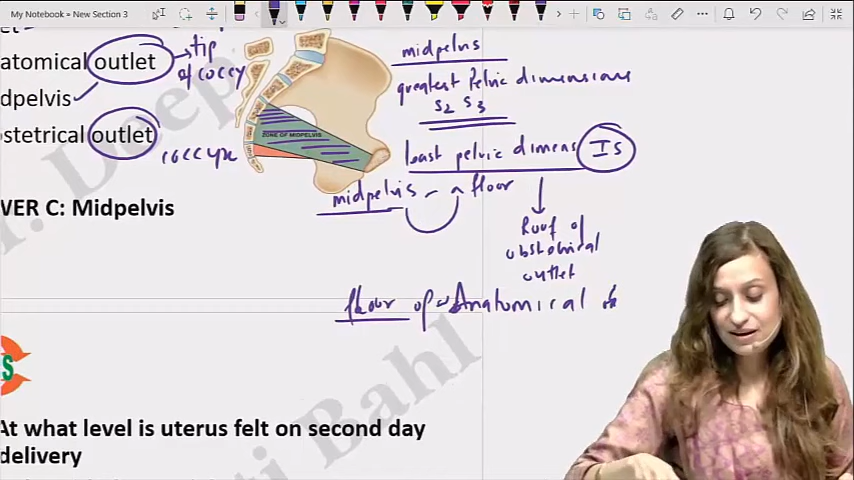 My Notebook » New Section 3
atomical outlet → tip
of coccy
dpelvis
ostetrical outlet
coccyx
ZONE OF MIDPELVIS
midpelvis
greatest Pelvic dimensions
S2 S3
least pelvic dimens IS
midpelvis - a floor
Roof of
obstetrical
outlet
VER C: Midpelvis
floor of Anatomical
S
At what level is uterus felt on second day
delivery